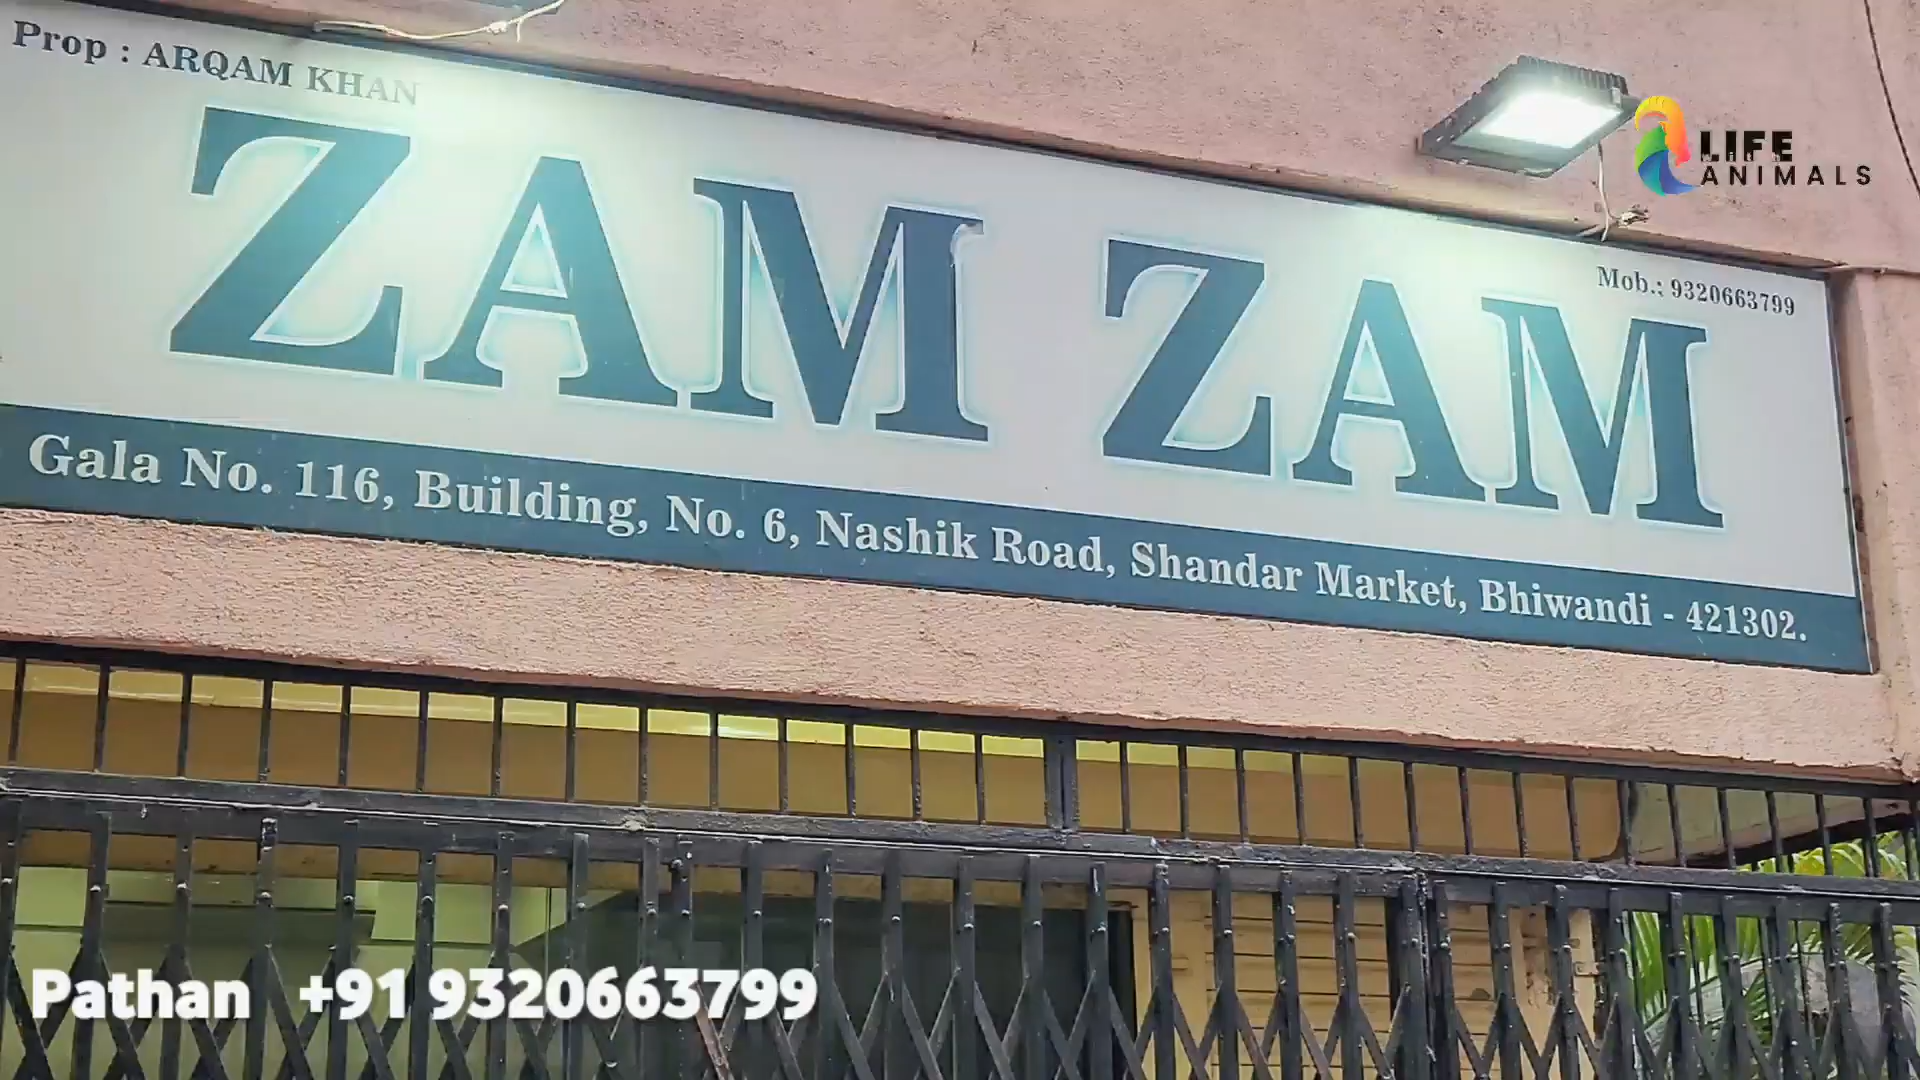 Prop : ARQAM KHAN
ZAM ZAM
Mob.: 9320663799
Gala No. 116, Building, No. 6, Nashik Road, Shandar Market, Bhiwandi - 421302.
LIFE
with
ANIMALS
Pathan +91 9320663799